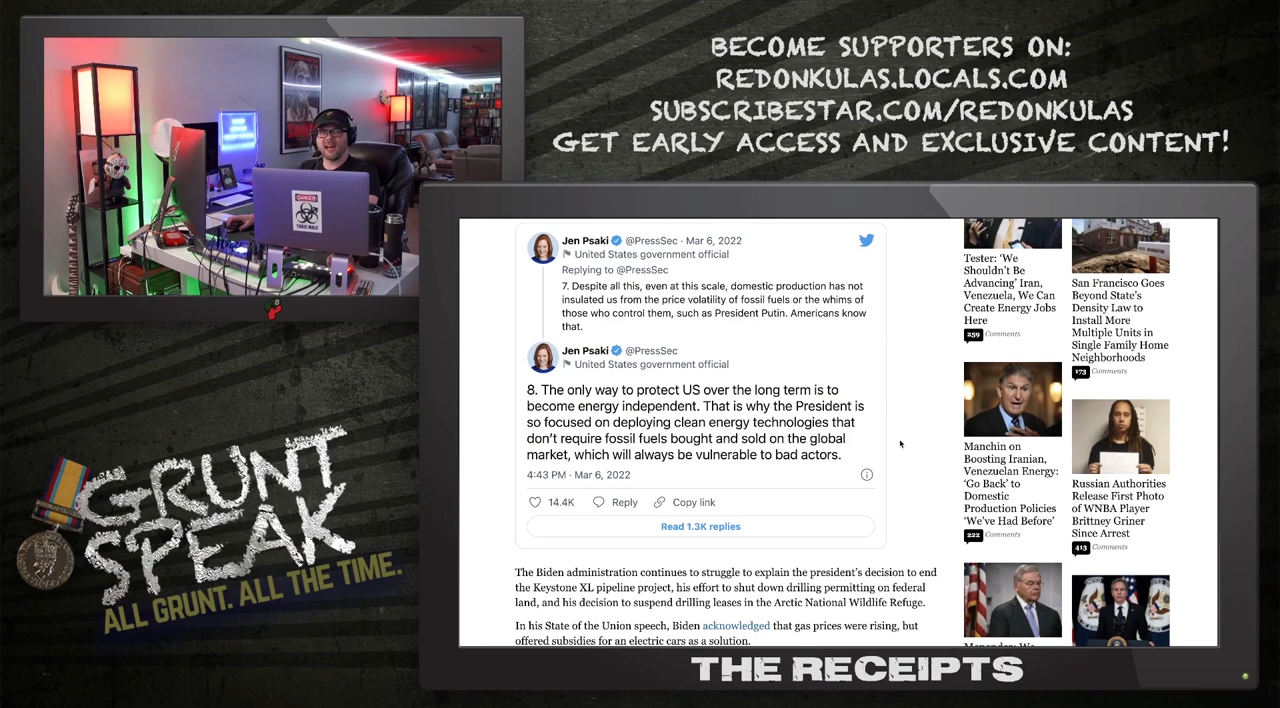 BECOME SUPPORTERS ON:
REDONKULAS.LOCALS.COM
SUBSCRIBESTAR.COM/REDONKULAS
GET EARLY ACCESS AND EXCLUSIVE CONTENT!
DANGER
TOXIC MALE
Jen Psaki @PressSec · Mar 6, 2022
United States government official
Replying to @PressSec
7. Despite all this, even at this scale, domestic production has not
insulated us from the price volatility of fossil fuels or the whims of
those who control them, such as President Putin. Americans know
that.
Jen Psaki @PressSec
United States government official
8. The only way to protect US over the long term is to
become energy independent. That is why the President is
so focused on deploying clean energy technologies that
don't require fossil fuels bought and sold on the global
market, which will always be vulnerable to bad actors.
4:43 PM · Mar 6, 2022
14.4K Reply Copy link
Read 1.3K replies
The Biden administration continues to struggle to explain the president's decision to end
the Keystone XL pipeline project, his effort to shut down drilling permitting on federal
land, and his decision to suspend drilling leases in the Arctic National Wildlife Refuge.
In his State of the Union speech, Biden acknowledged that gas prices were rising, but
offered subsidies for an electric cars as a solution.
Tester: 'We
Shouldn't Be
Advancing' Iran,
Venezuela, We Can
Create Energy Jobs
Here
259 Comments
Manchin on
Boosting Iranian,
Venezuelan Energy:
'Go Back' to
Domestic
Production Policies
'We've Had Before'
222 Comments
San Francisco Goes
Beyond State's
Density Law to
Install More
Multiple Units in
Single Family Home
Neighborhoods
173 Comments
Russian Authorities
Release First Photo
of WNBA Player
Brittney Griner
Since Arrest
413 Comments
GRUNT
SPEAK
ALL GRUNT. ALL THE TIME.
THE RECEIPTS